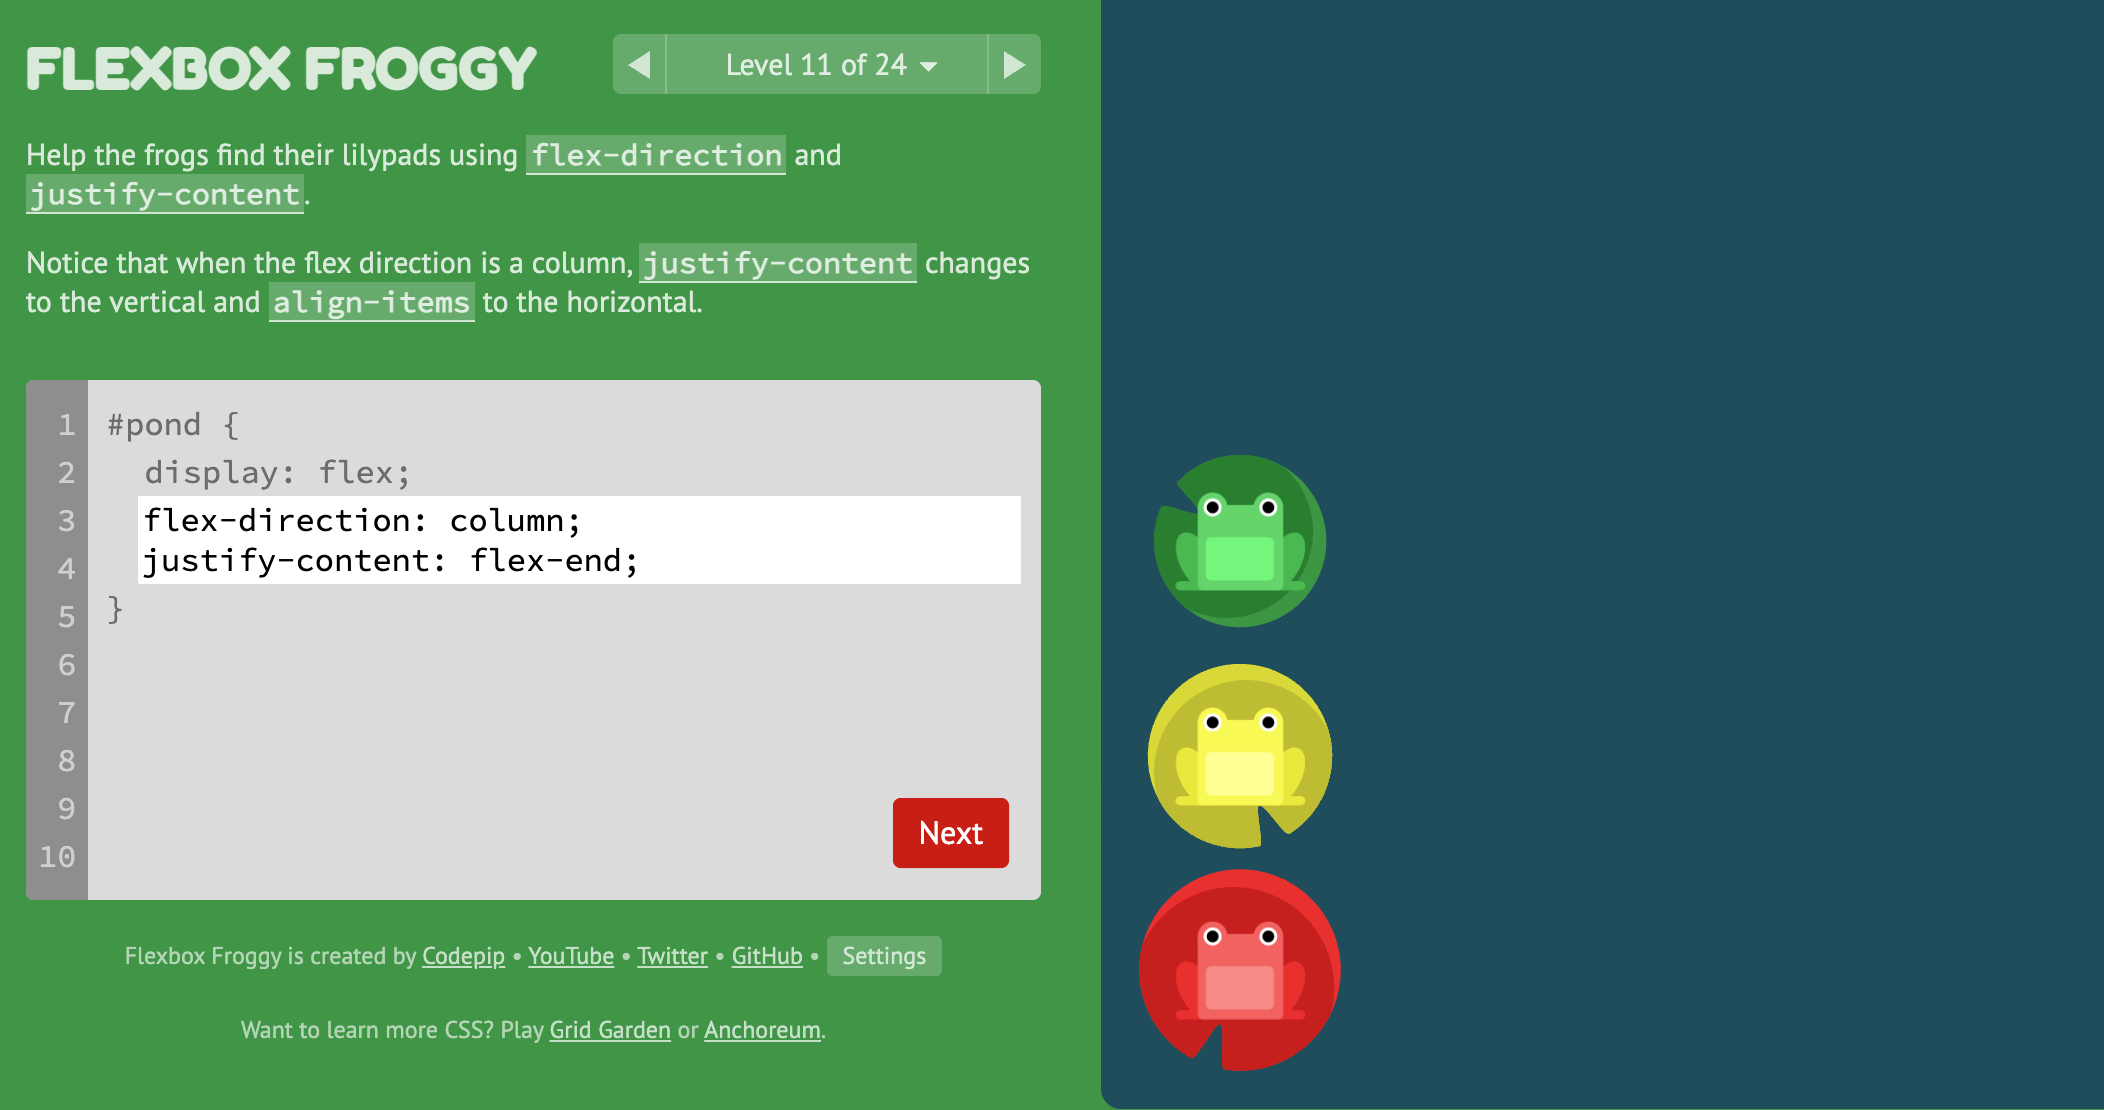 FLEXBOX FROGGY
Level 11 of 24
Help the frogs find their lilypads using flex-direction and
justify-content.
Notice that when the flex direction is a column, justify-content changes
to the vertical and align-items to the horizontal.
1 #pond {
2 display: flex;
3 flex-direction: column;
4 justify-content: flex-end;
5 }
6
7
8
9
10
Next
Flexbox Froggy is created by Codepip • YouTube • Twitter • GitHub • Settings
Want to learn more CSS? Play Grid Garden or Anchoreum.